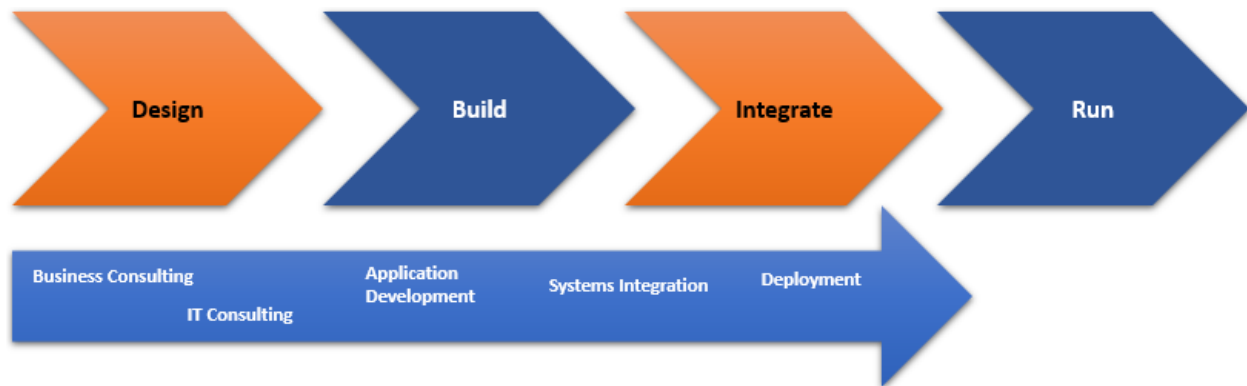 Design
Build
Integrate
Run
Business Consulting
IT Consulting
Application
Development
Systems Integration
Deployment